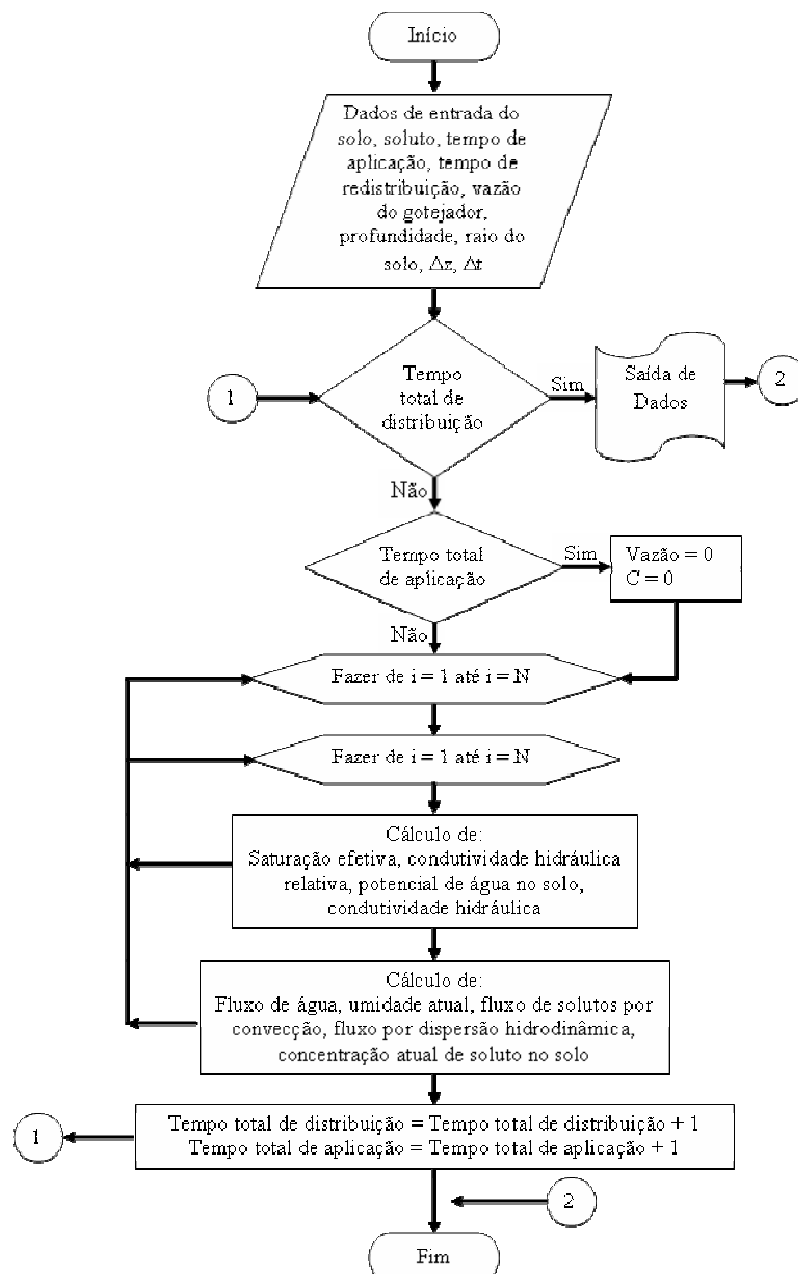 Início
Dados de entrada do
solo, soluto, tempo de
aplicação, tempo de
redistribuição, vazão
do gotejador,
profundidade, raio do
solo, Δz, Δt
1
Tempo
total de
distribuição
Sim
Saída de
Dados
2
Não
Tempo total
de aplicação
Sim
Vazão = 0
C = 0
Não
Fazer de i = 1 até i = N
Fazer de i = 1 até i = N
Cálculo de:
Saturação efetiva, condutividade hidráulica
relativa, potencial de água no solo,
condutividade hidráulica
Cálculo de:
Fluxo de água, umidade atual, fluxo de solutos por
convecção, fluxo por dispersão hidrodinâmica,
concentração atual de soluto no solo
1
Tempo total de distribuição = Tempo total de distribuição + 1
Tempo total de aplicação = Tempo total de aplicação + 1
2
Fim